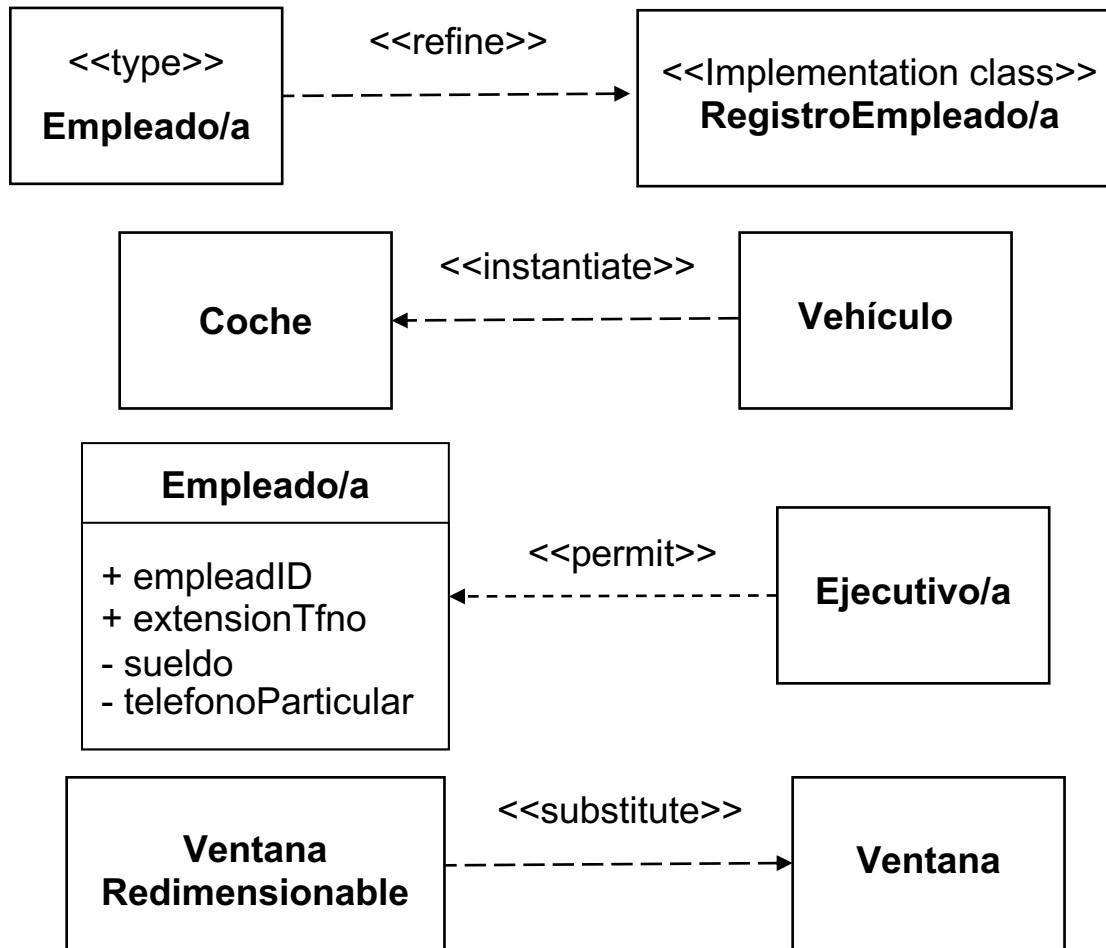 <<type>>
Empleado/a
<<refine>>
<<Implementation class>>
RegistroEmpleado/a
Coche
<<instantiate>>
Vehículo
Empleado/a
+ empleadID
+ extensionTfno
- sueldo
- telefonoParticular
<<permit>>
Ejecutivo/a
Ventana
Redimensionable
<<substitute>>
Ventana